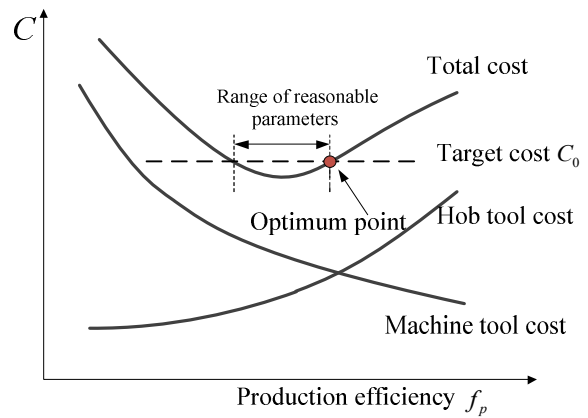 C
Total cost
Range of reasonable
parameters
Target cost C₀
Optimum point
Hob tool cost
Machine tool cost
Production efficiency fₚ